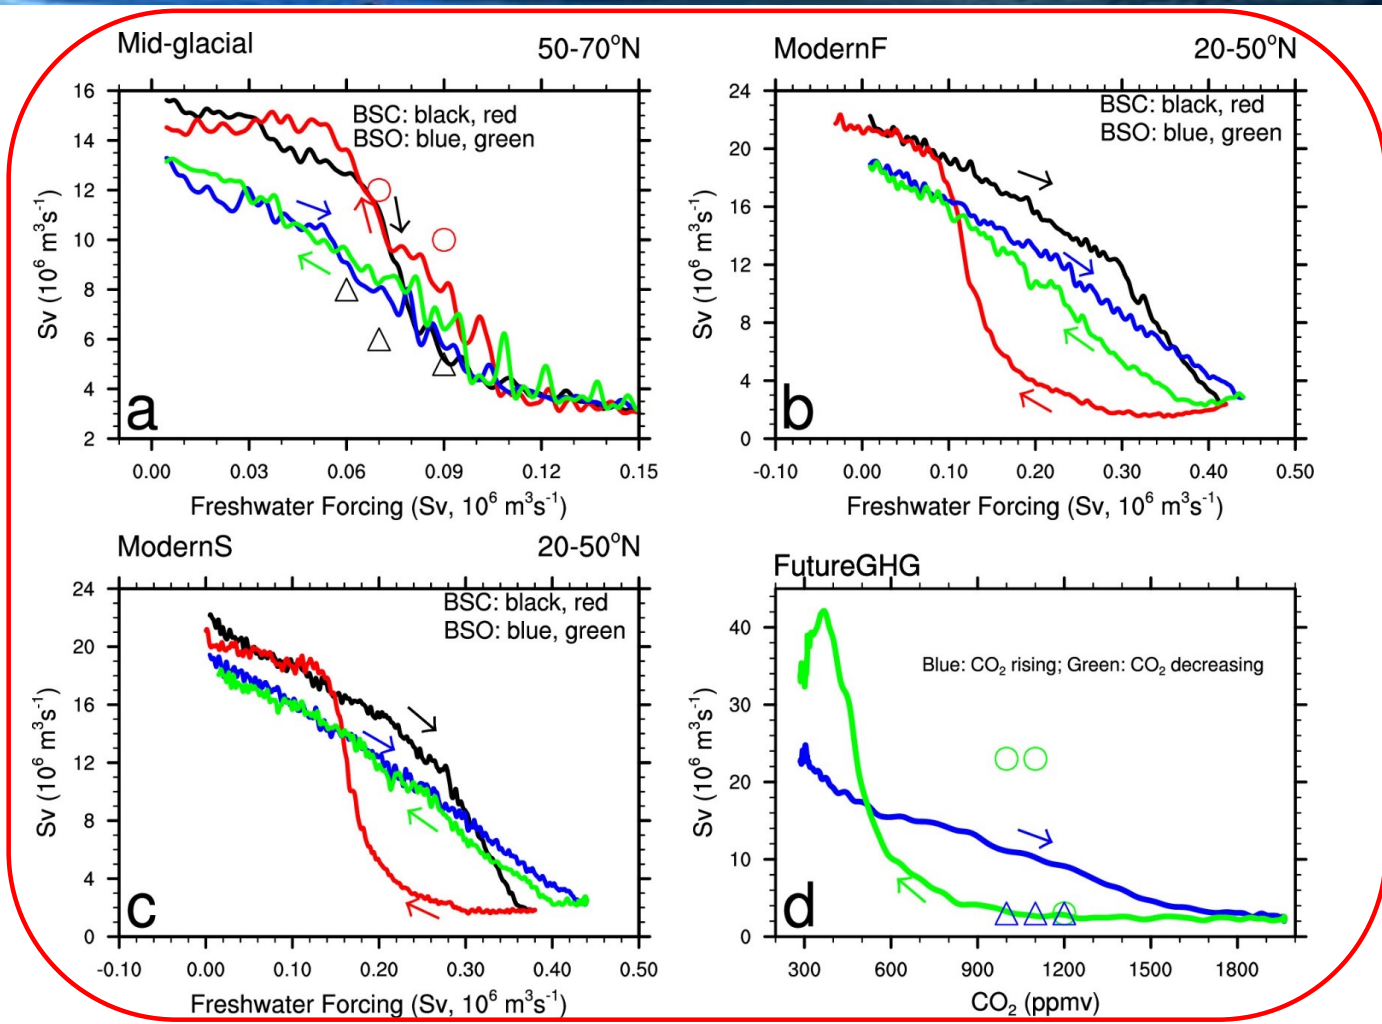 Mid-glacial 50-70°N
BSC: black, red
BSO: blue, green
16
14
12
10
8
6
4
2
Sv (10⁶ m³s⁻¹)
a
0.00 0.03 0.06 0.09 0.12 0.15
Freshwater Forcing (Sv, 10⁶ m³s⁻¹)
ModernF 20-50°N
BSC: black, red
BSO: blue, green
24
20
16
12
8
4
0
Sv (10⁶ m³s⁻¹)
b
-0.10 0.00 0.10 0.20 0.30 0.40 0.50
Freshwater Forcing (Sv, 10⁶ m³s⁻¹)
ModernS 20-50°N
BSC: black, red
BSO: blue, green
24
20
16
12
8
4
0
Sv (10⁶ m³s⁻¹)
c
-0.10 0.00 0.10 0.20 0.30 0.40 0.50
Freshwater Forcing (Sv, 10⁶ m³s⁻¹)
FutureGHG
Blue: CO₂ rising; Green: CO₂ decreasing
40
30
20
10
0
Sv (10⁶ m³s⁻¹)
d
300 600 900 1200 1500 1800
CO₂ (ppmv)